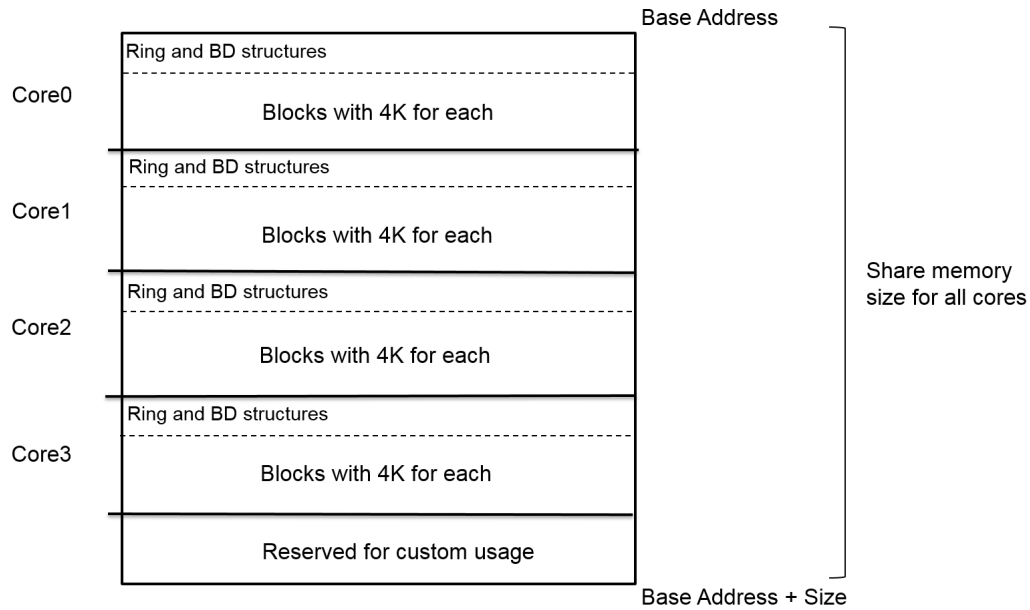 Base Address
Ring and BD structures
Core0
Blocks with 4K for each
Ring and BD structures
Core1
Blocks with 4K for each
Share memory
size for all cores
Ring and BD structures
Core2
Blocks with 4K for each
Ring and BD structures
Core3
Blocks with 4K for each
Reserved for custom usage
Base Address + Size